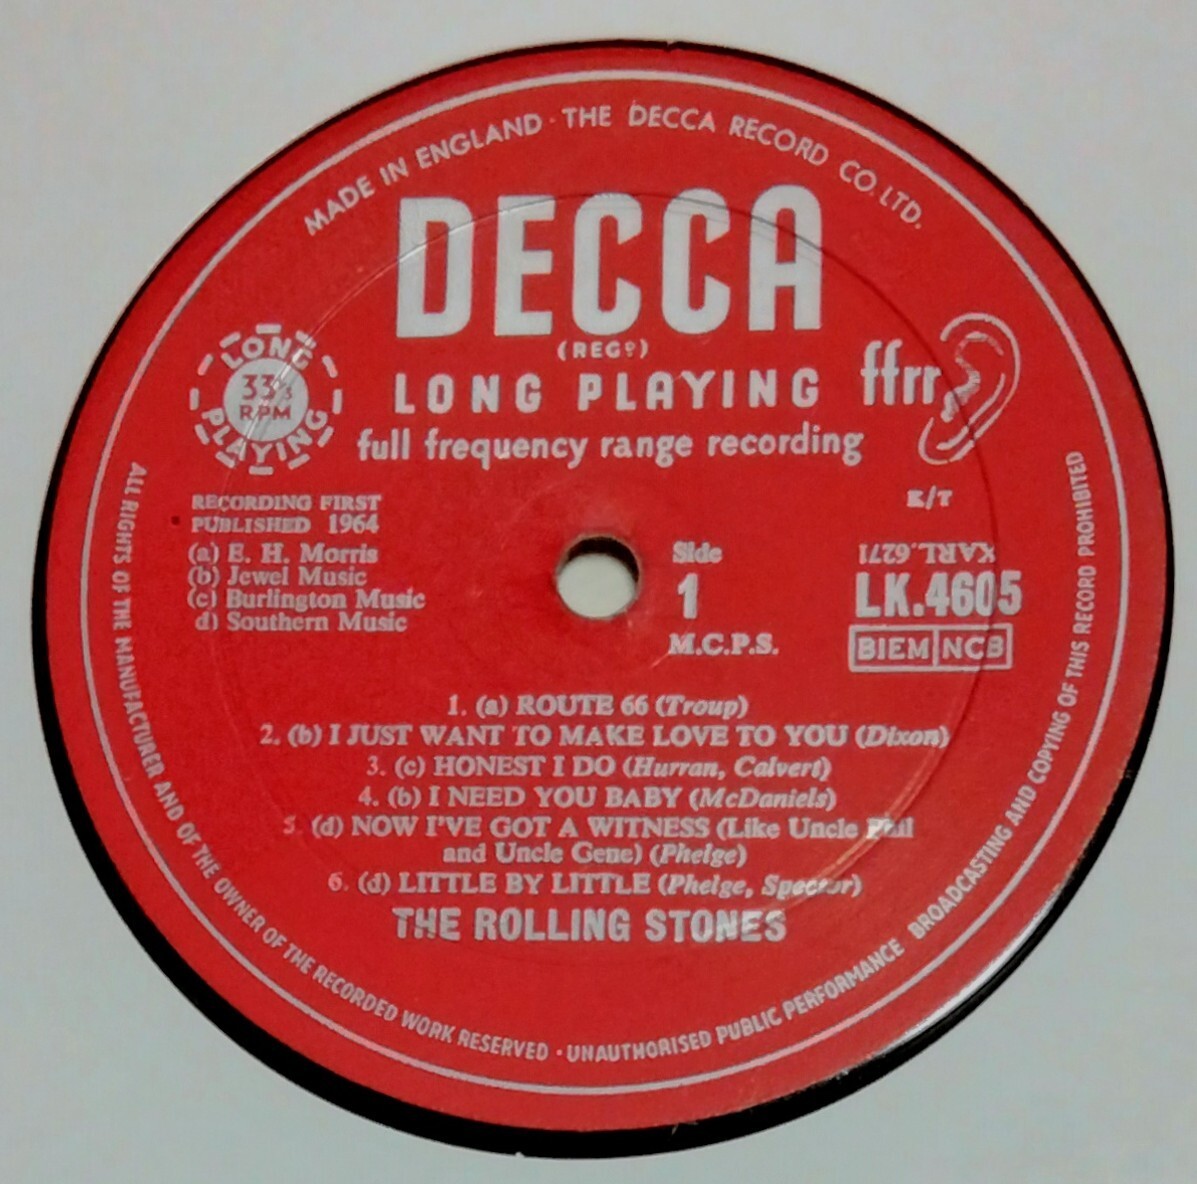 MADE IN ENGLAND · THE DECCA RECORD CO. LTD.
DECCA
(REGD)
LONG PLAYING
full frequency range recording
ffrr
LONG
33⅓
RPM
PLAYING
K/T
RECORDING FIRST
PUBLISHED 1964
(a) E. H. Morris
(b) Jewel Music
(c) Burlington Music
d) Southern Music
Side
1
M.C.P.S.
XARL.6271
LK.4605
BIEM NCB
1. (a) ROUTE 66 (Troup)
2. (b) I JUST WANT TO MAKE LOVE TO YOU (Dixon)
3. (c) HONEST I DO (Hurran, Calvert)
4. (b) I NEED YOU BABY (McDaniels)
5. (d) NOW I'VE GOT A WITNESS (Like Uncle Phil
and Uncle Gene) (Phelge)
6. (d) LITTLE BY LITTLE (Phelge, Spector)
THE ROLLING STONES
ALL RIGHTS OF THE MANUFACTURER AND OF THE OWNER OF THE RECORDED WORK RESERVED · UNAUTHORISED PUBLIC PERFORMANCE BROADCASTING AND COPYING OF THIS RECORD PROHIBITED